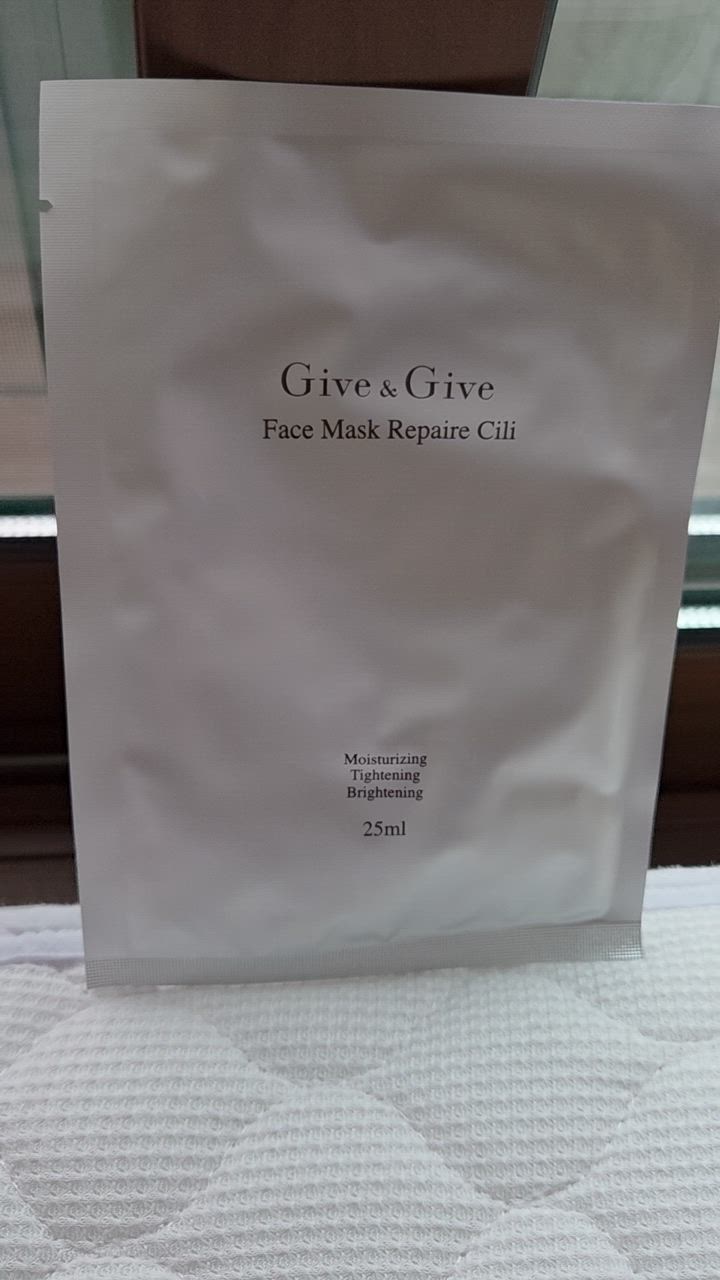 Give & Give
Face Mask Repaire Cili
Moisturizing
Tightening
Brightening
25ml